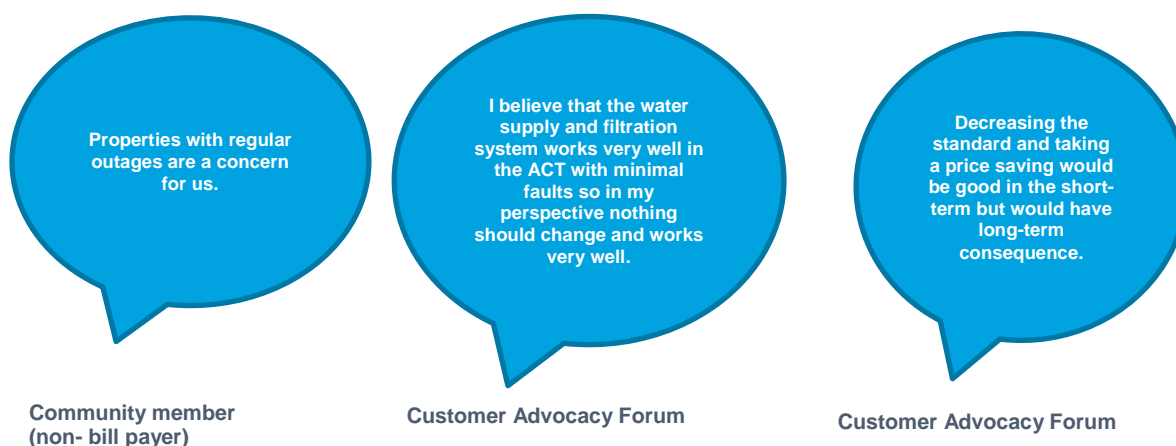 Properties with regular
outages are a concern
for us.
I believe that the water
supply and filtration
system works very well in
the ACT with minimal
faults so in my
perspective nothing
should change and works
very well.
Decreasing the
standard and taking
a price saving would
be good in the short-
term but would have
long-term
consequence.
Community member
(non- bill payer)
Customer Advocacy Forum
Customer Advocacy Forum